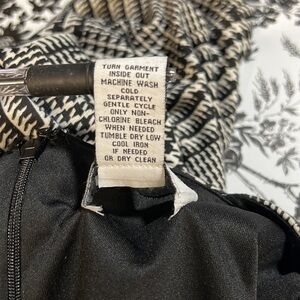 TURN GARMENT
INSIDE OUT
MACHINE WASH
COLD
SEPARATELY
GENTLE CYCLE
ONLY NON-
CHLORINE BLEACH
WHEN NEEDED
TUMBLE DRY LOW
COOL IRON
IF NEEDED
OR DRY CLEAN